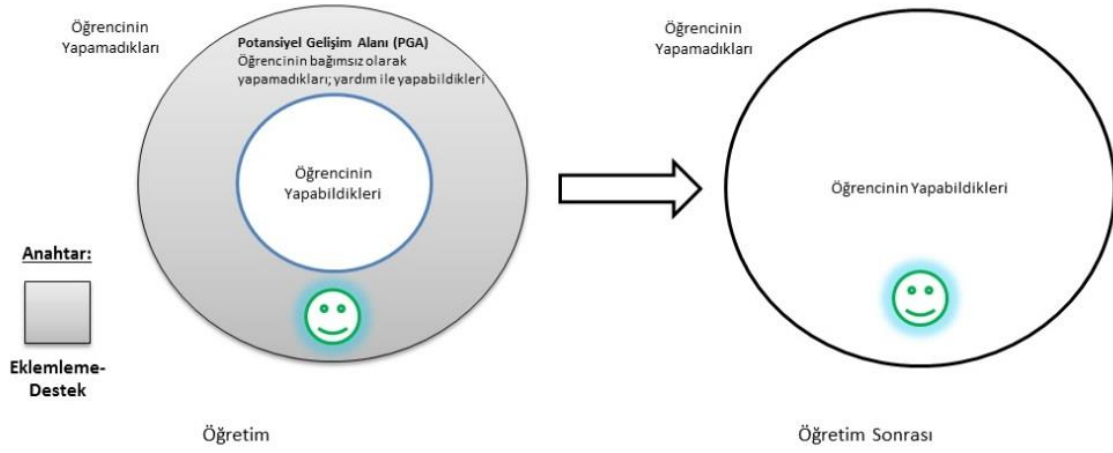 Öğrencinin
Yapamadıkları
Potansiyel Gelişim Alanı (PGA)
Öğrencinin bağımsız olarak
yapamadıkları; yardım ile yapabildikleri
Öğrencinin
Yapabildikleri
Anahtar:
Eklemleme-
Destek
Öğretim
Öğrencinin
Yapamadıkları
Öğrencinin Yapabildikleri
Öğretim Sonrası